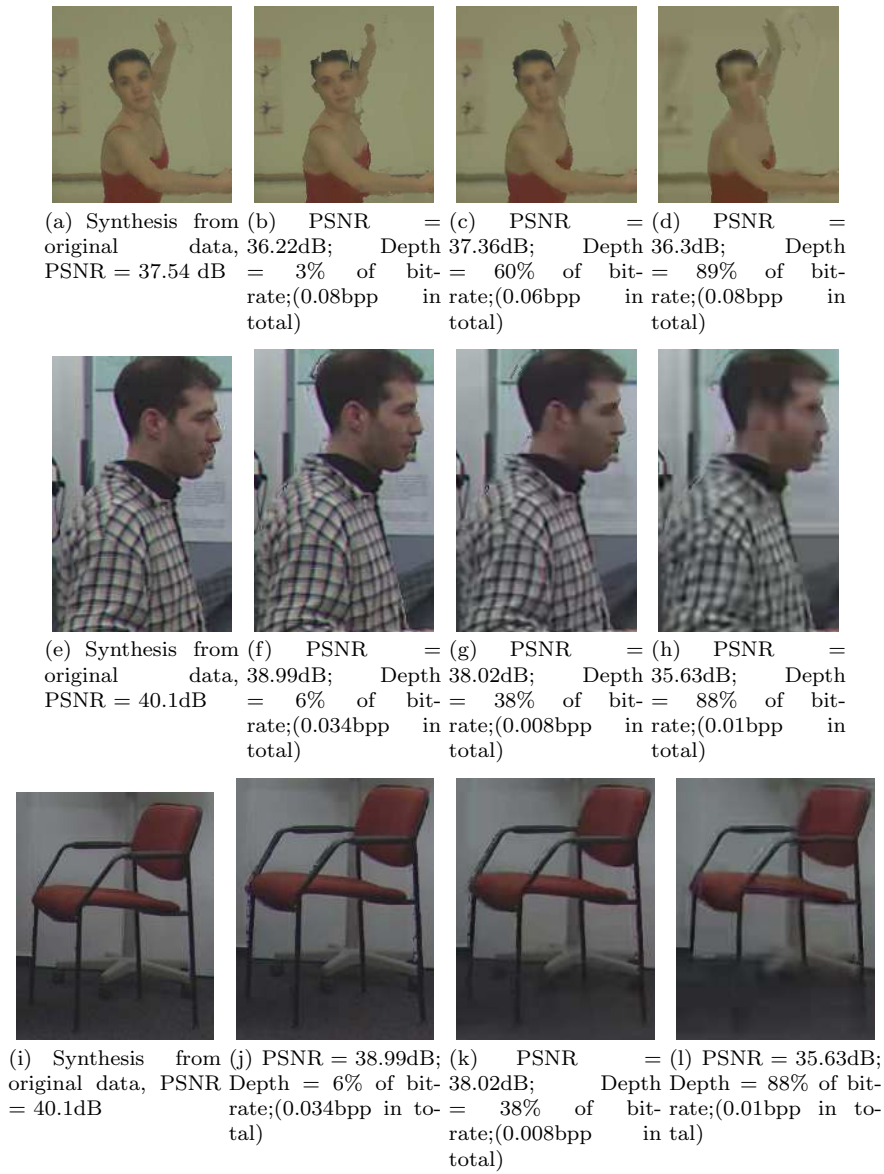 (a) Synthesis from
original data,
PSNR = 37.54 dB
(b) PSNR =
36.22dB; Depth
= 3% of bit-
rate;(0.08bpp in
total)
(c) PSNR =
37.36dB; Depth
= 60% of bit-
rate;(0.06bpp in
total)
(d) PSNR =
36.3dB; Depth
= 89% of bit-
rate;(0.08bpp in
total)
(e) Synthesis from
original data,
PSNR = 40.1dB
(f) PSNR =
38.99dB; Depth
= 6% of bit-
rate;(0.034bpp in
total)
(g) PSNR =
38.02dB; Depth
= 38% of bit-
rate;(0.008bpp in
total)
(h) PSNR =
35.63dB; Depth
= 88% of bit-
rate;(0.01bpp in
total)
(i) Synthesis from
original data, PSNR
= 40.1dB
(j) PSNR = 38.99dB;
Depth = 6% of bit-
rate;(0.034bpp in to-
tal)
(k) PSNR =
38.02dB; Depth
= 38% of bit-
rate;(0.008bpp in
total)
(l) PSNR = 35.63dB;
Depth = 88% of bit-
rate;(0.01bpp in to-
tal)